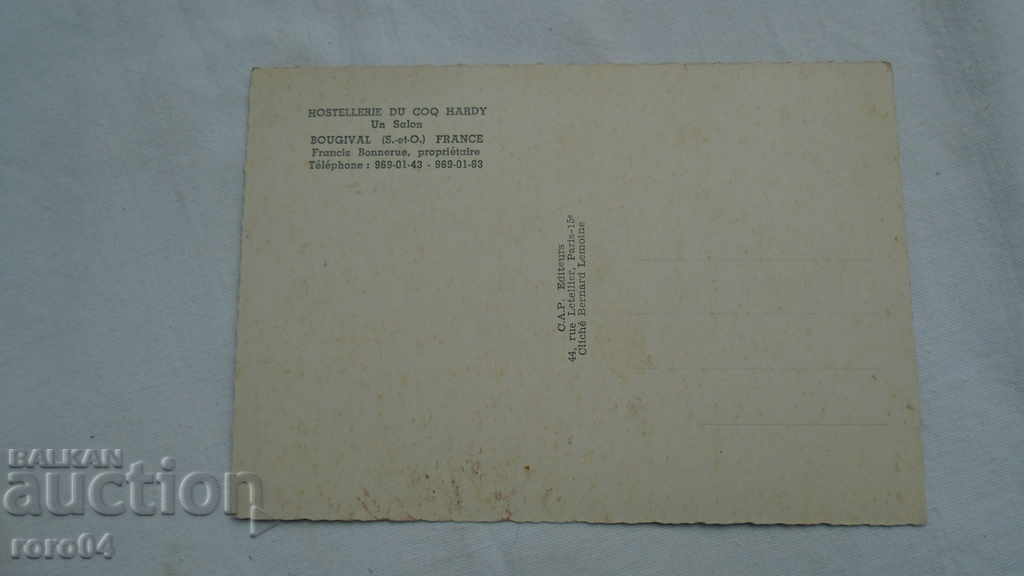 HOSTELLERIE DU COQ HARDY
Un Salon
BOUGIVAL (S.-et-O.) FRANCE
Francis Bonnerue, propriétaire
Téléphone : 969-01-43 - 969-01-63
C.A.P. Editeurs
44, rue Letellier, Paris-15e
Cliché Bernard Lemoine
BALKAN
auction
roro04